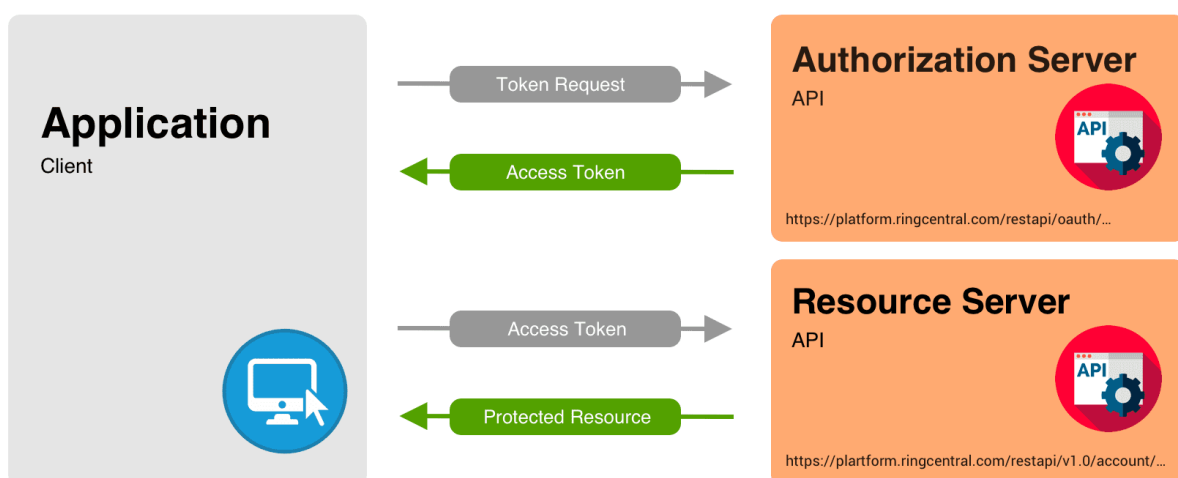 Application
Client
Token Request
Access Token
Access Token
Protected Resource
Authorization Server
API
API
https://platform.ringcentral.com/restapi/oauth/...
Resource Server
API
API
https://plartform.ringcentral.com/restapi/v1.0/account/...